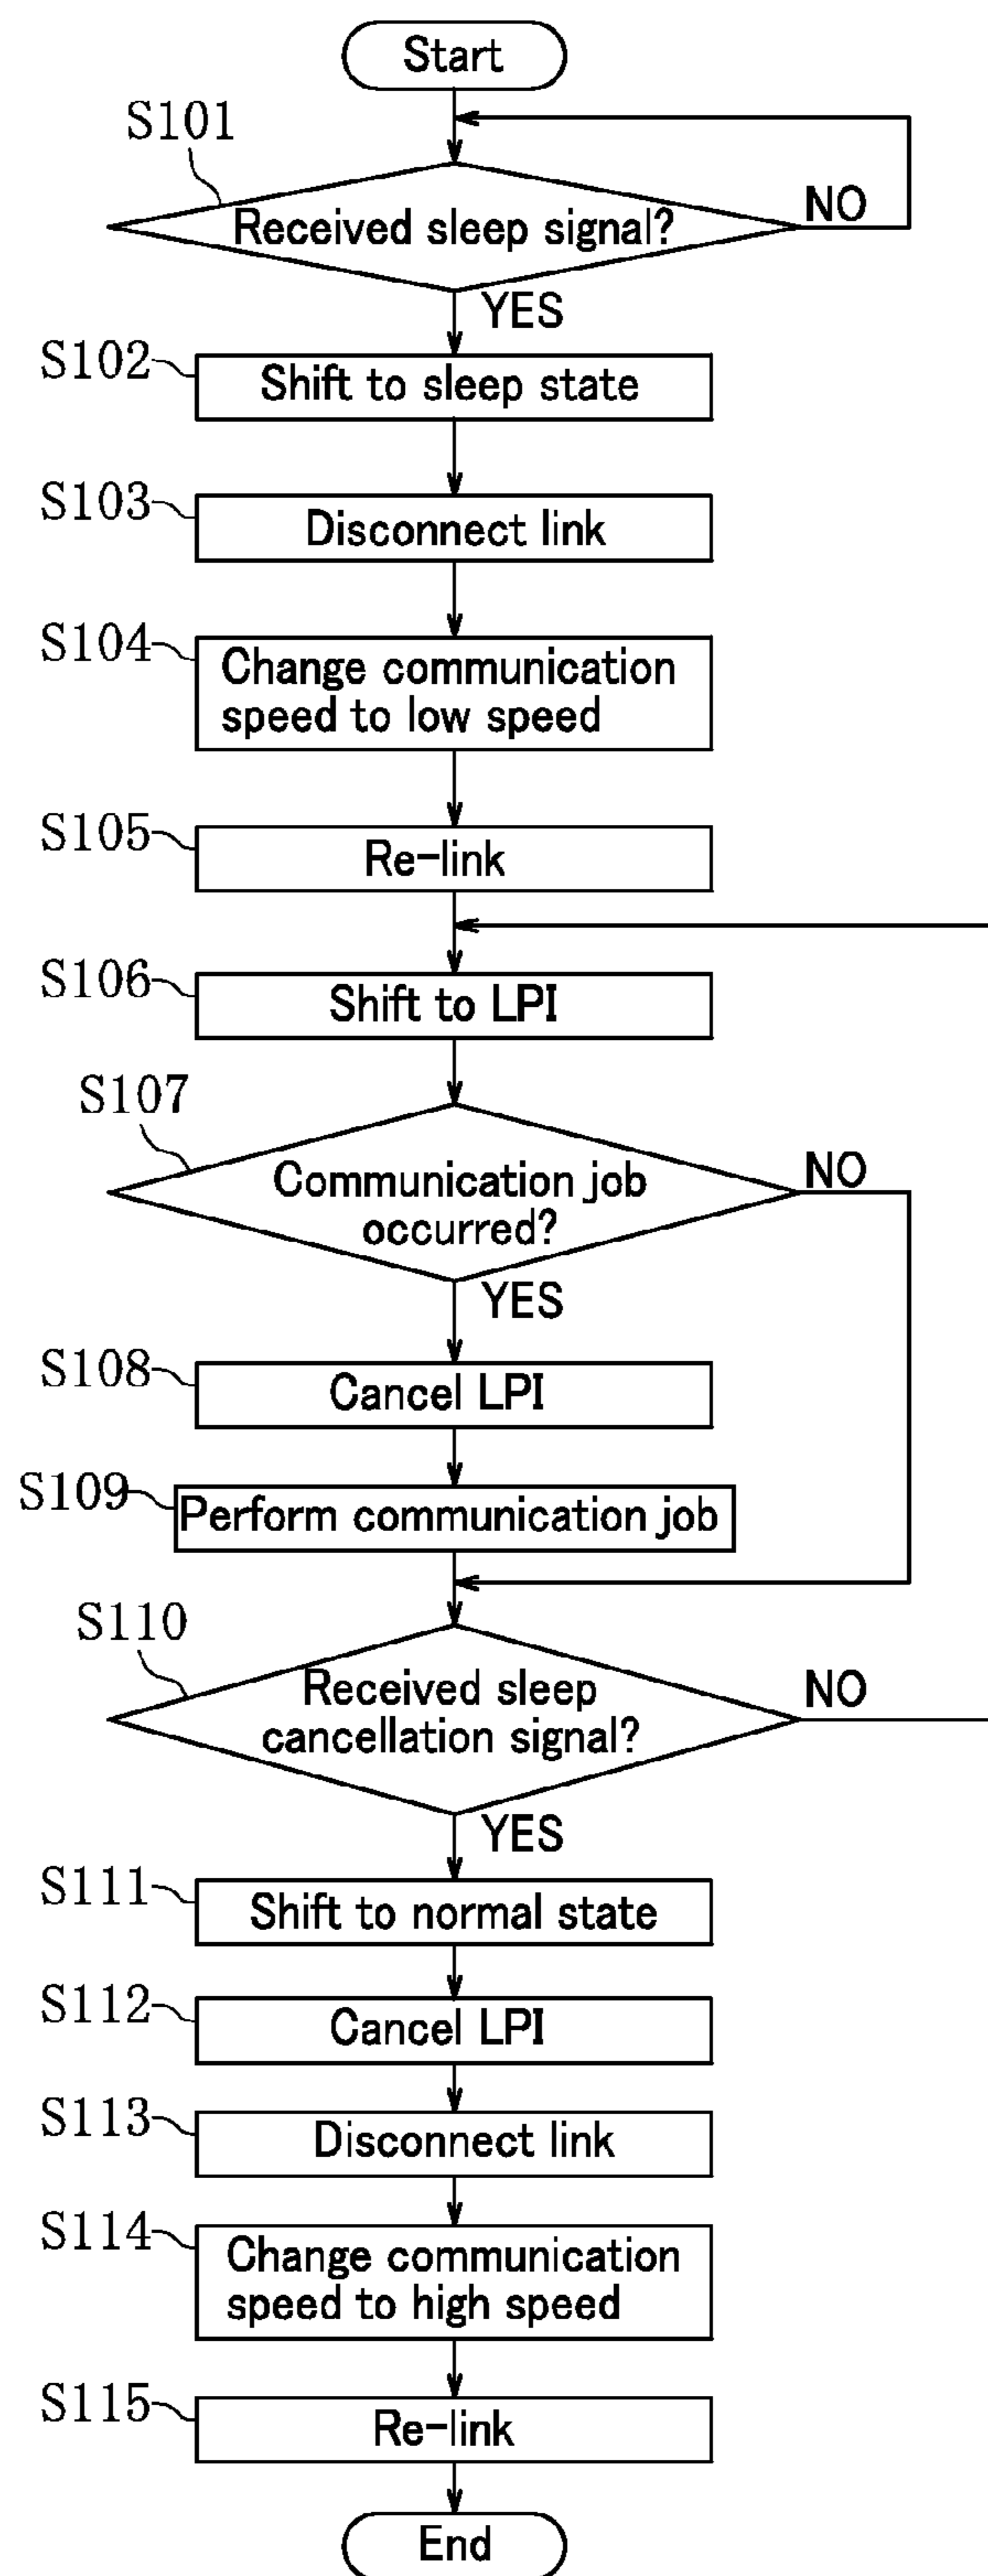 Start
S101
Received sleep signal?
NO
YES
S102
Shift to sleep state
S103
Disconnect link
S104
Change communication
speed to low speed
S105
Re-link
S106
Shift to LPI
S107
Communication job
occurred?
NO
YES
S108
Cancel LPI
S109
Perform communication job
S110
Received sleep
cancellation signal?
NO
YES
S111
Shift to normal state
S112
Cancel LPI
S113
Disconnect link
S114
Change communication
speed to high speed
S115
Re-link
End